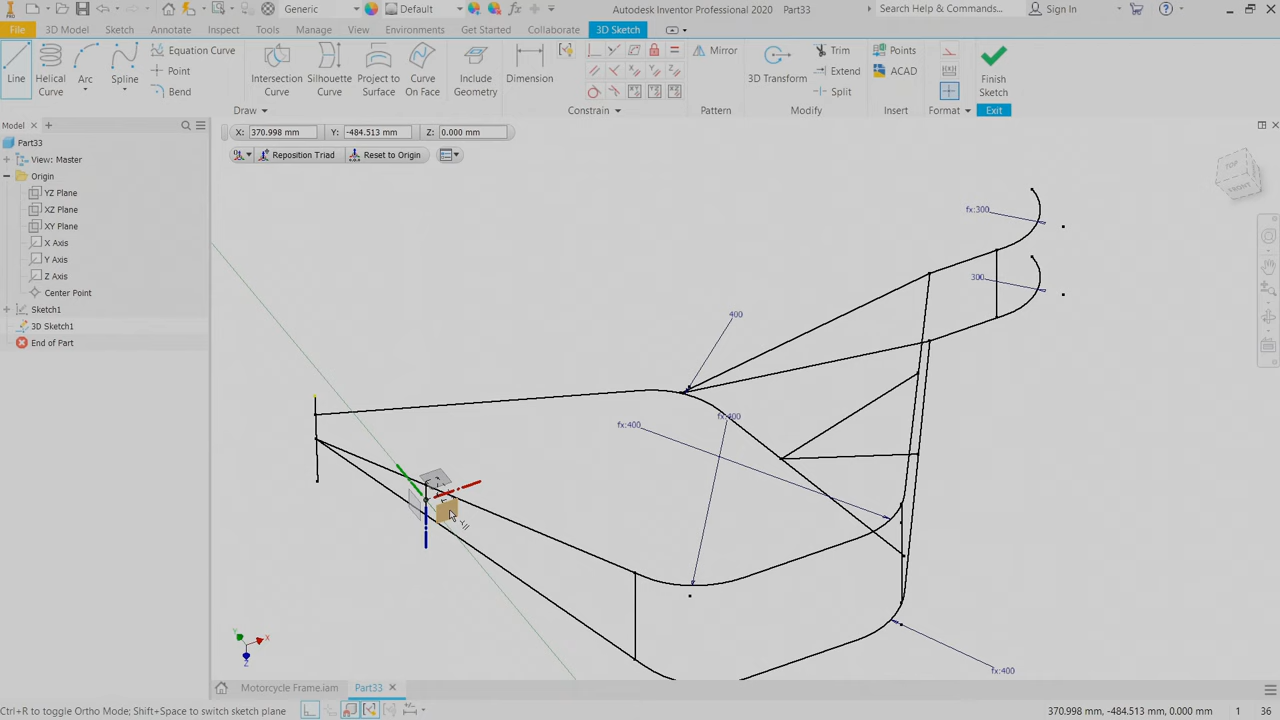 PRO
Generic
Default
fx
Autodesk Inventor Professional 2020   Part33
Search Help & Commands...
Sign In
File
3D Model
Sketch
Annotate
Inspect
Tools
Manage
View
Environments
Get Started
Collaborate
3D Sketch
Line
Helical Curve
Arc
Spline
Equation Curve
Point
Bend
Intersection Curve
Silhouette Curve
Project to Surface
Curve On Face
Include Geometry
Dimension
Mirror
3D Transform
Trim
Extend
Split
Points
ACAD
Finish Sketch
Draw
Constrain
Pattern
Modify
Insert
Format
Exit
Model
X: 370.998 mm
Y: -484.513 mm
Z: 0.000 mm
Reposition Triad
Reset to Origin
Part33
View: Master
Origin
YZ Plane
XZ Plane
XY Plane
X Axis
Y Axis
Z Axis
Center Point
Sketch1
3D Sketch1
End of Part
TOP
FRONT
fx:300
300
400
fx:400
fx:400
fx:400
Y
X
Z
Motorcycle Frame.iam
Part33
Ctrl+R to toggle Ortho Mode; Shift+Space to switch sketch plane
370.998 mm, -484.513 mm, 0.000 mm
1
36